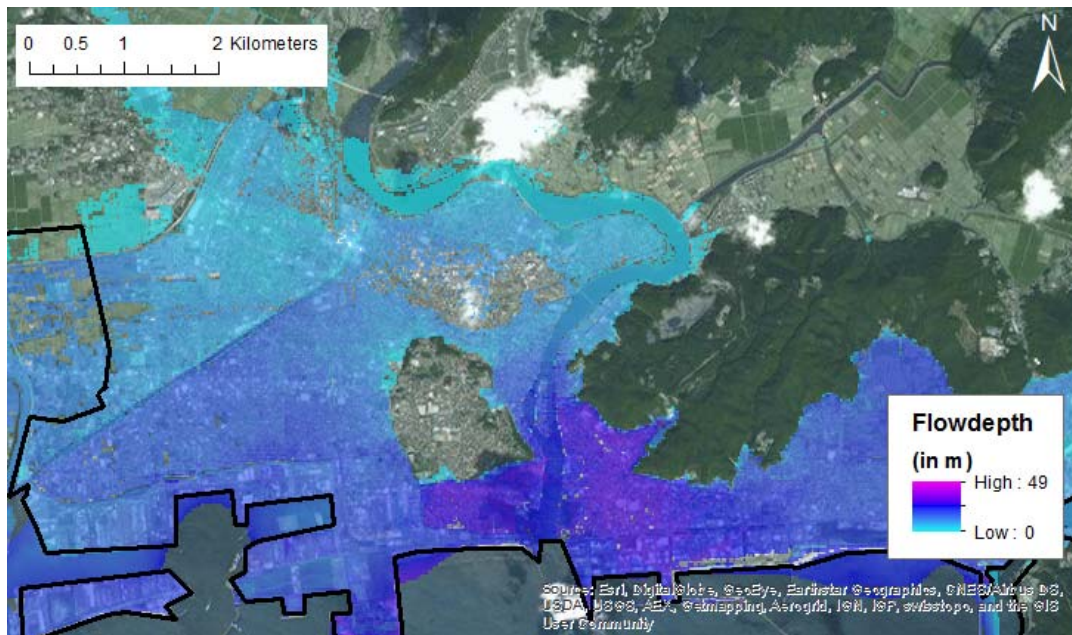 0 0.5 1 2 Kilometers
N
Flowdepth
(in m)
High : 49
Low : 0
Source: Esri, DigitalGlobe, GeoEye, Earthstar Geographics, CNES/Airbus DS,
USDA, USGS, AEX, Getmapping, Aerogrid, IGN, IGP, swisstopo, and the GIS
User Community